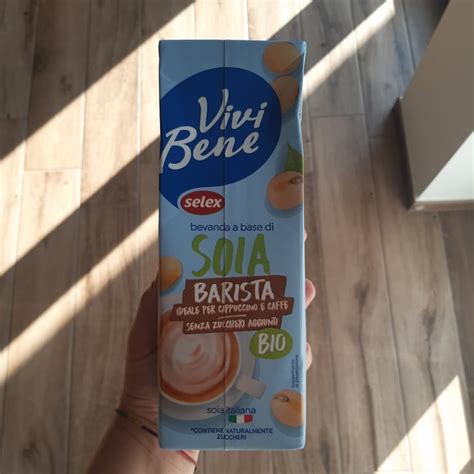 Vivi
Bene
selex
bevanda a base di
SOIA
BARISTA
IDEALE PER CAPPUCCINO E CAFFÈ
SENZA ZUCCHERI AGGIUNTI*
BIO
soia italiana
*CONTIENE NATURALMENTE
ZUCCHERI